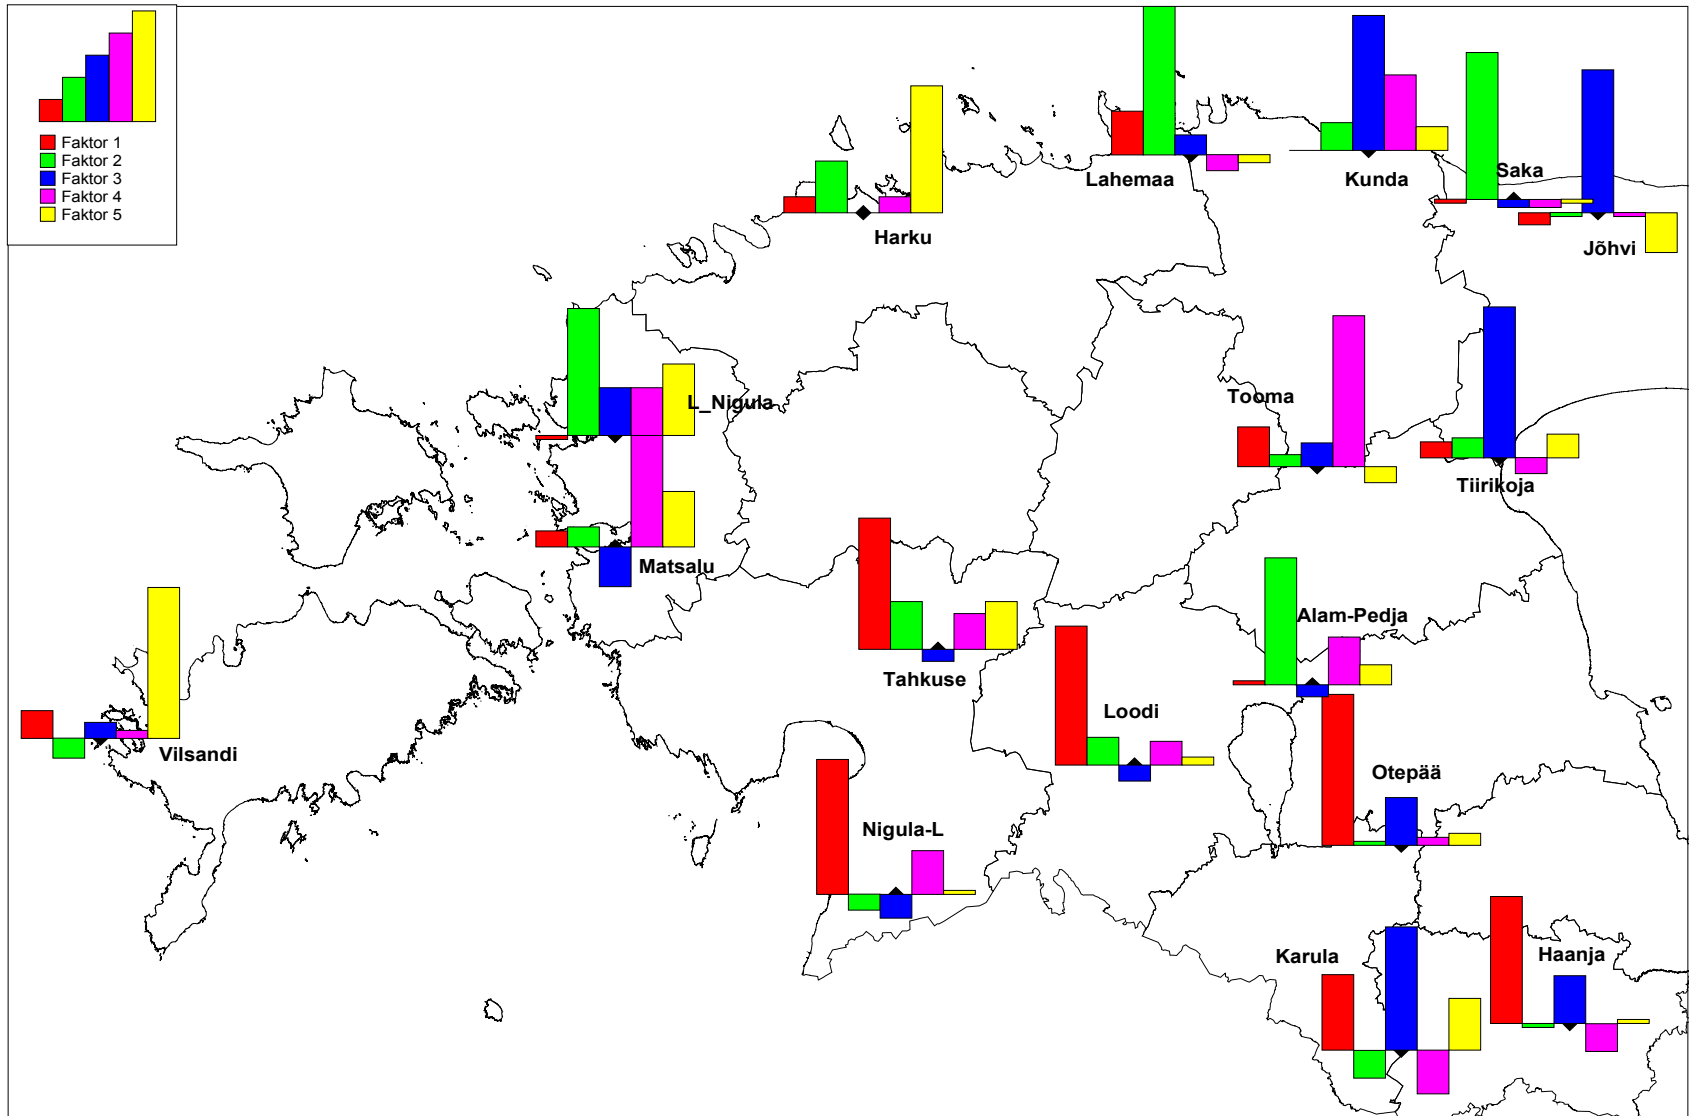 Faktor 1
Faktor 2
Faktor 3
Faktor 4
Faktor 5
Lahemaa
Kunda
Saka
Harku
Jõhvi
L_Nigula
Tooma
Tiirikoja
Matsalu
Alam-Pedja
Tahkuse
Loodi
Vilsandi
Otepää
Nigula-L
Karula
Haanja